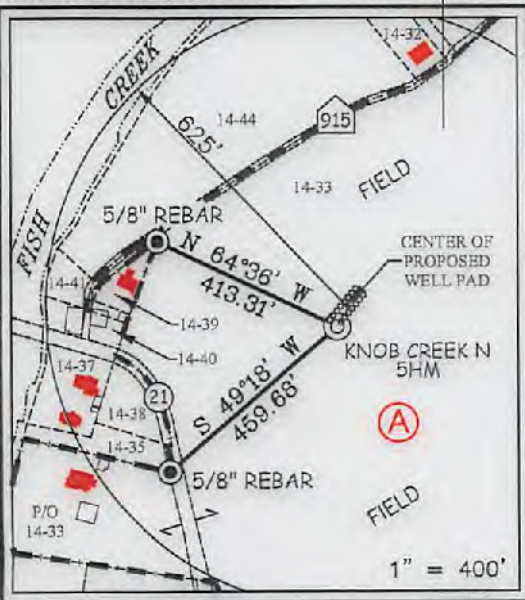 14-32
CREEK
FISH
625'
14-44
915
14-33
FIELD
5/8" REBAR
N 64°36' W
413.31'
CENTER OF
PROPOSED
WELL PAD
14-41
14-39
14-40
KNOB CREEK N
5HM
14-37
21
14-38
S 49°18' W
459.68'
A
14-35
5/8" REBAR
P/O
14-33
FIELD
1" = 400'